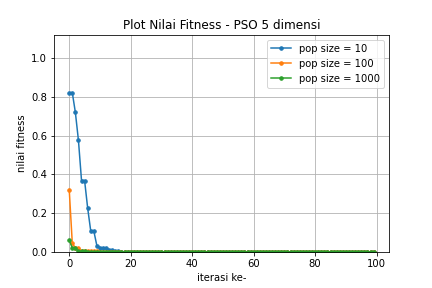 Plot Nilai Fitness - PSO 5 dimensi
pop size = 10
pop size = 100
pop size = 1000
nilai fitness
1.0
0.8
0.6
0.4
0.2
0.0
0 20 40 60 80 100
iterasi ke-